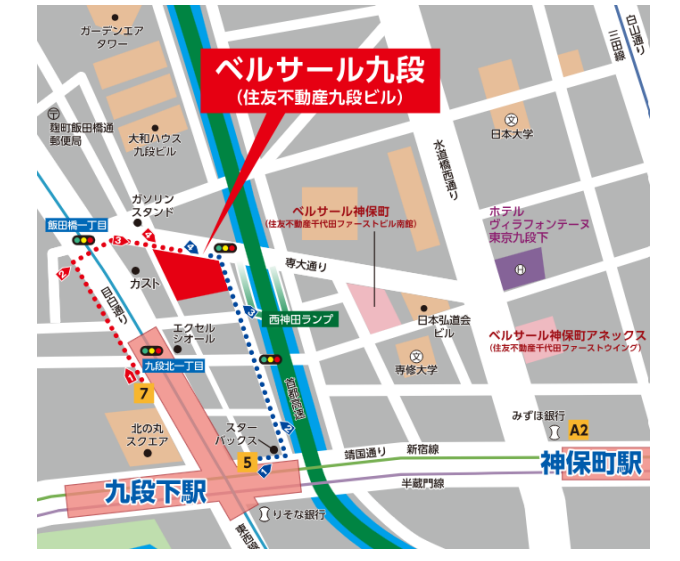 ガーデンエア
タワー
ベルサール九段
(住友不動産九段ビル)
白山通り
三田線
麹町飯田橋通
郵便局
大和ハウス
九段ビル
文
日本大学
水道橋西通り
ガソリン
スタンド
飯田橋一丁目
ベルサール神保町
(住友不動産千代田ファーストビル南館)
ホテル
ヴィラフォンテーヌ
東京九段下
H
3
4
4
2
専大通り
カスト
目白通り
3
西神田ランプ
日本弘道会
ビル
エクセル
シオール
ベルサール神保町アネックス
(住友不動産千代田ファーストウイング)
九段北一丁目
文
専修大学
1
7
首都高速
北の丸
スクエア
スター
バックス
2
みずほ銀行
A2
5
1
靖国通り
新宿線
神保町駅
九段下駅
半蔵門線
りそな銀行
東西線